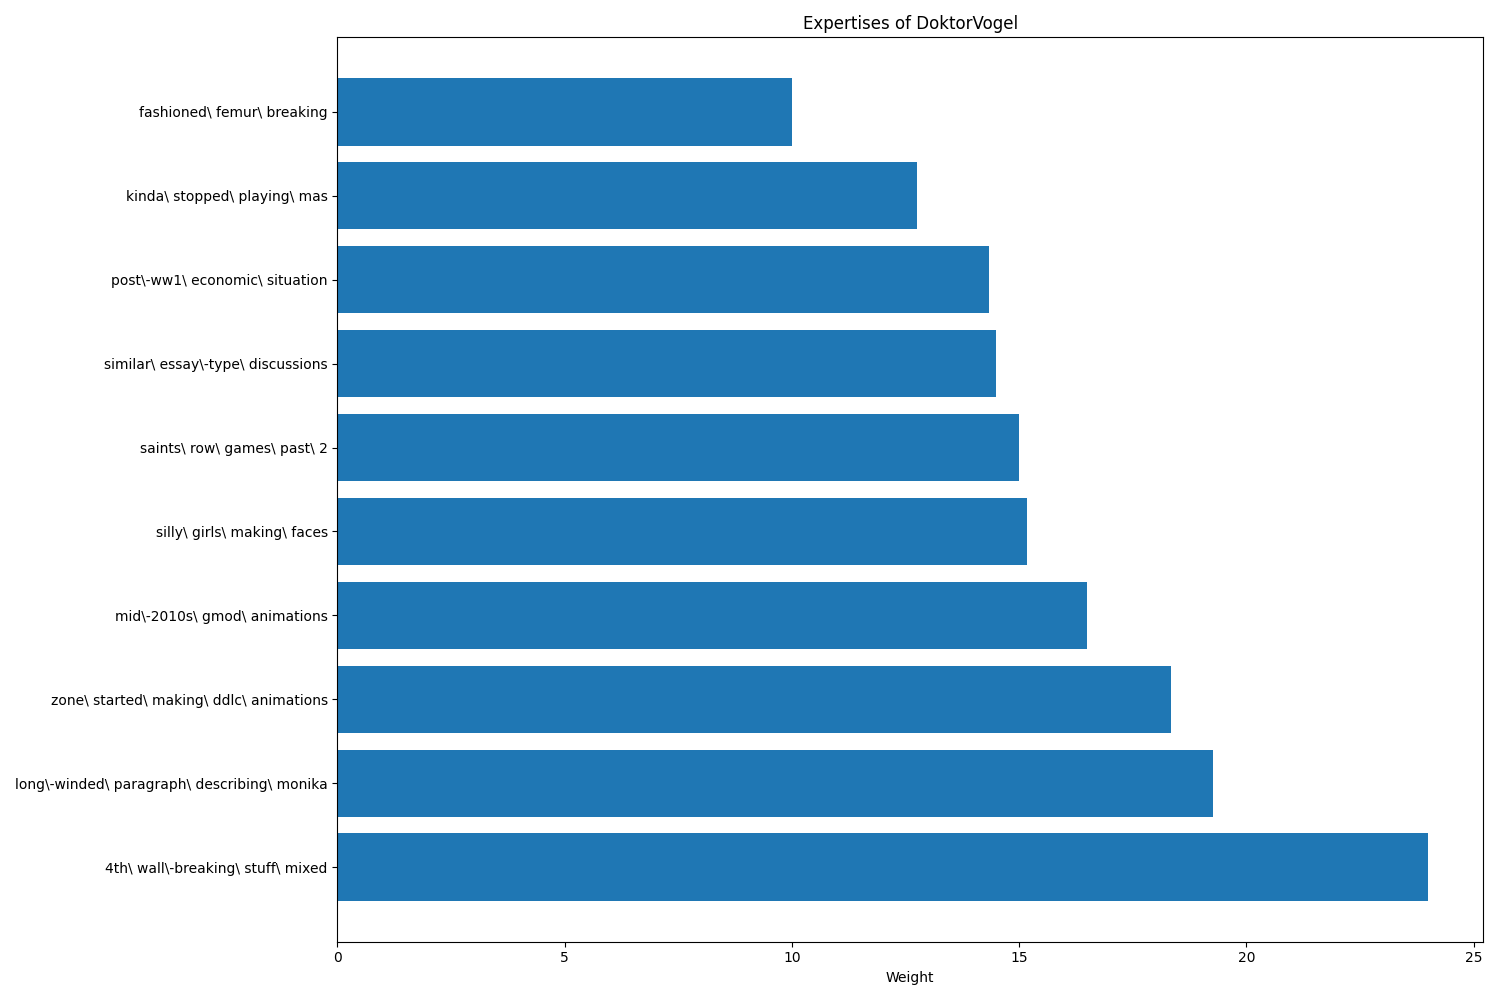 Expertises of DoktorVogel
fashioned\ femur\ breaking
kinda\ stopped\ playing\ mas
post\-ww1\ economic\ situation
similar\ essay\-type\ discussions
saints\ row\ games\ past\ 2
silly\ girls\ making\ faces
mid\-2010s\ gmod\ animations
zone\ started\ making\ ddlc\ animations
long\-winded\ paragraph\ describing\ monika
4th\ wall\-breaking\ stuff\ mixed
0 5 10 15 20 25
Weight